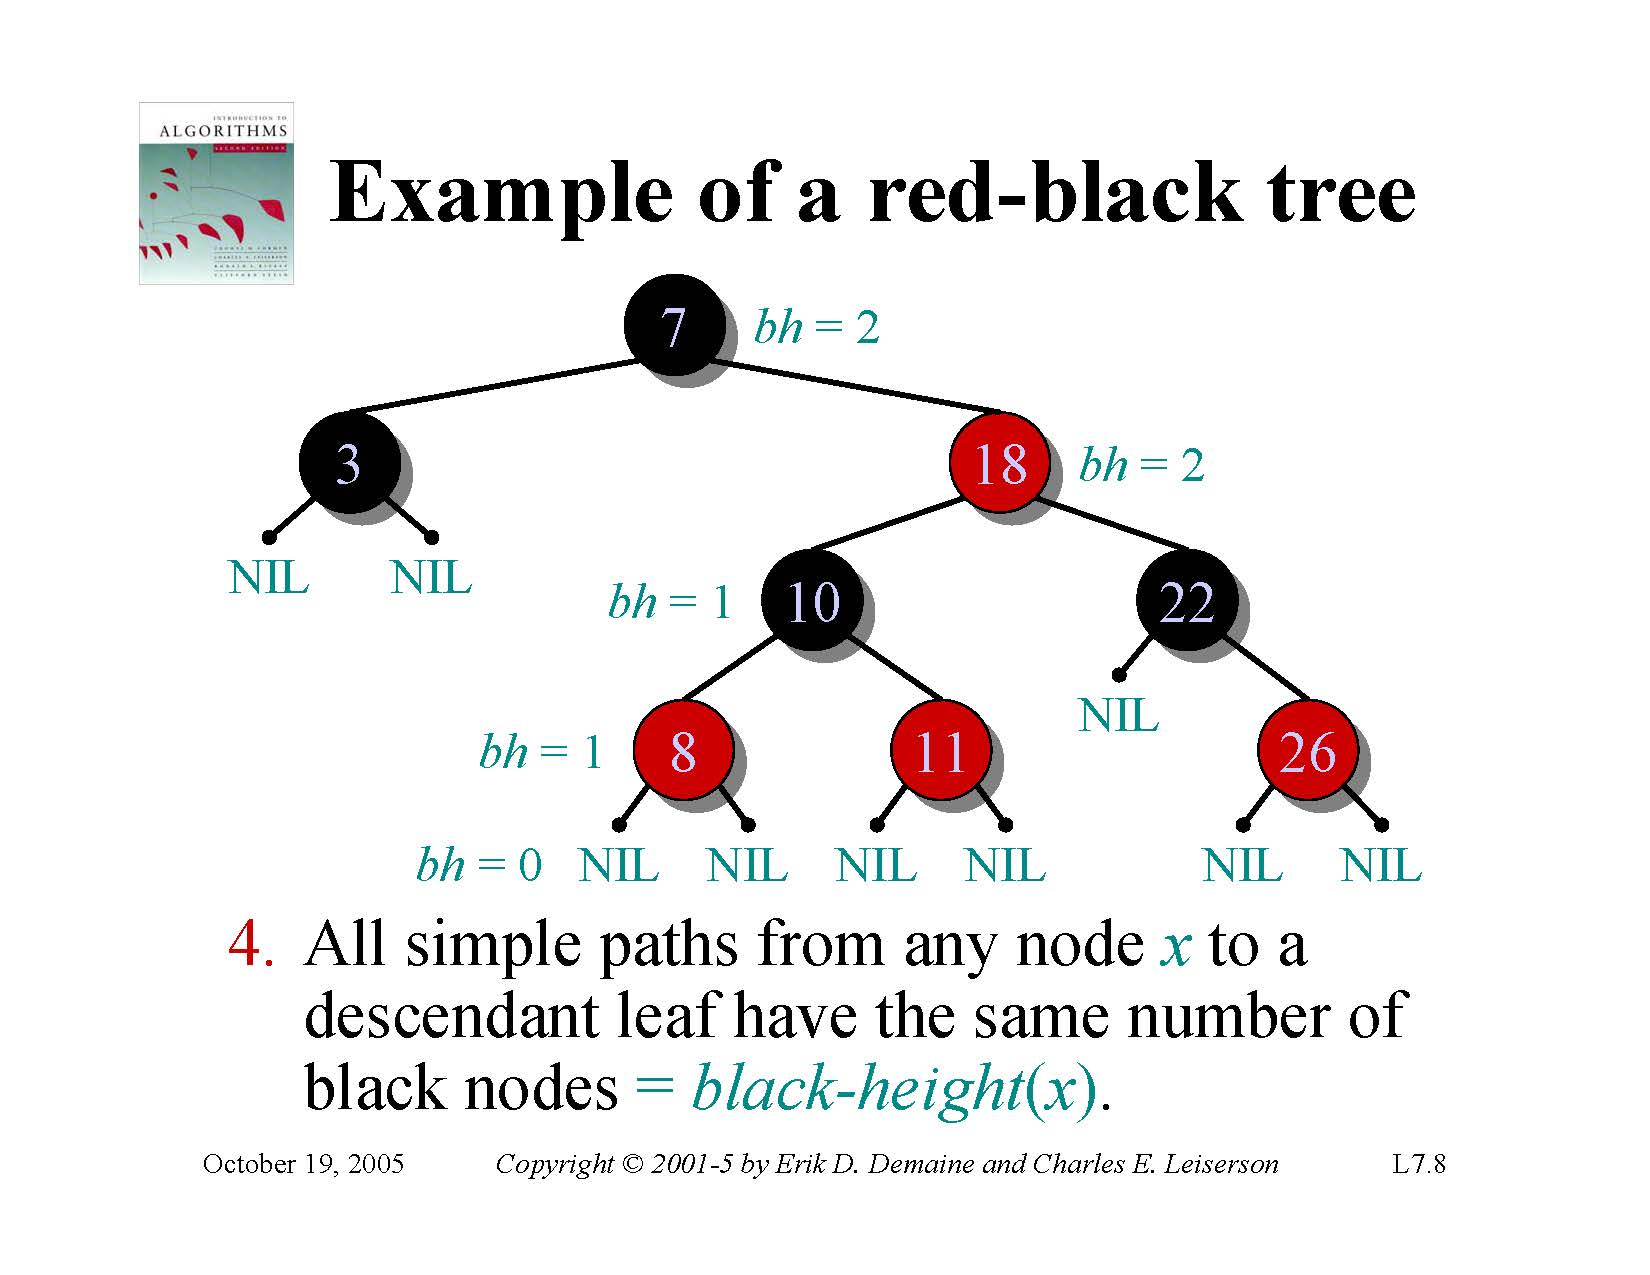 INTRODUCTION TO
ALGORITHMS
SECOND EDITION
Example of a red-black tree
7 bh = 2
3 18 bh = 2
NIL NIL bh = 1 10 22
NIL
bh = 1 8 11 26
bh = 0 NIL NIL NIL NIL NIL NIL
4. All simple paths from any node x to a
descendant leaf have the same number of
black nodes = black-height(x).
October 19, 2005 Copyright © 2001-5 by Erik D. Demaine and Charles E. Leiserson L7.8